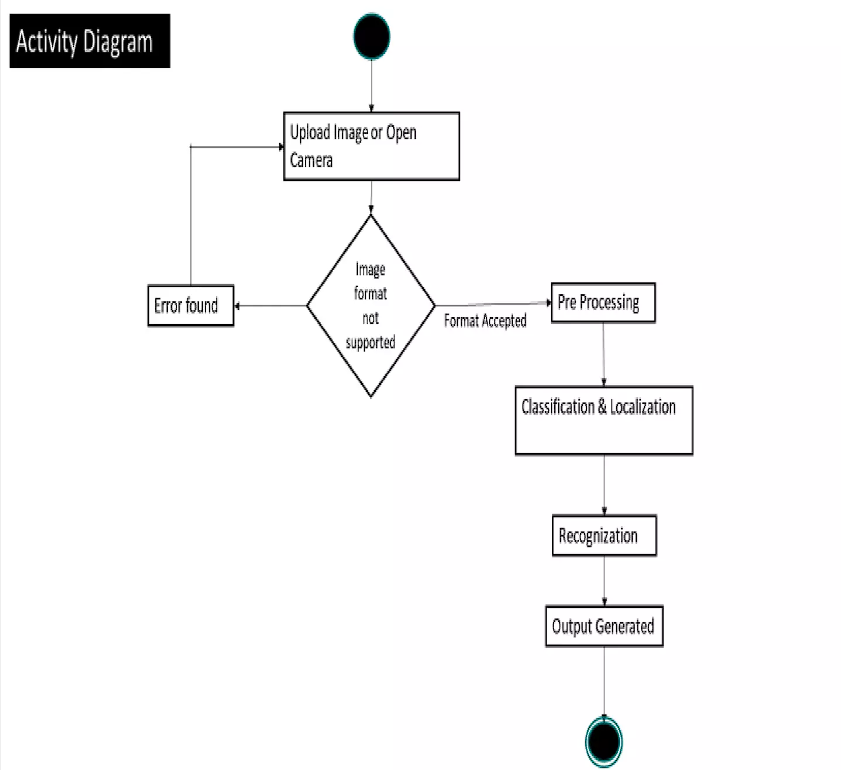 Activity Diagram
Upload Image or Open
Camera
Image
format
not
supported
Error found
Format Accepted
Pre Processing
Classification & Localization
Recognization
Output Generated